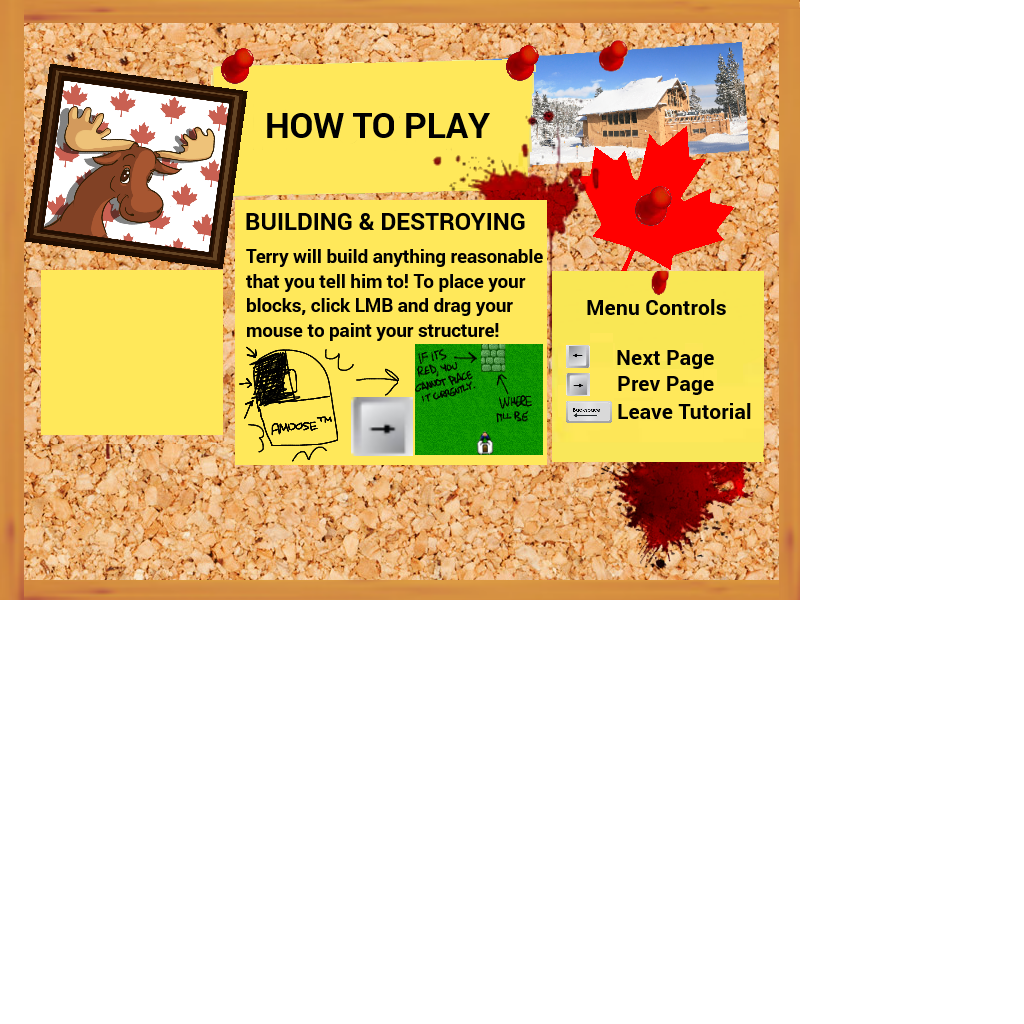 HOW TO PLAY
BUILDING & DESTROYING
Terry will build anything reasonable
that you tell him to! To place your
blocks, click LMB and drag your
mouse to paint your structure!
IF ITS
RED, YOU
CANNOT PLACE
IT CURRENTLY.
WHERE
AMOOSE™
Menu Controls
Next Page
Prev Page
Backspace
Leave Tutorial